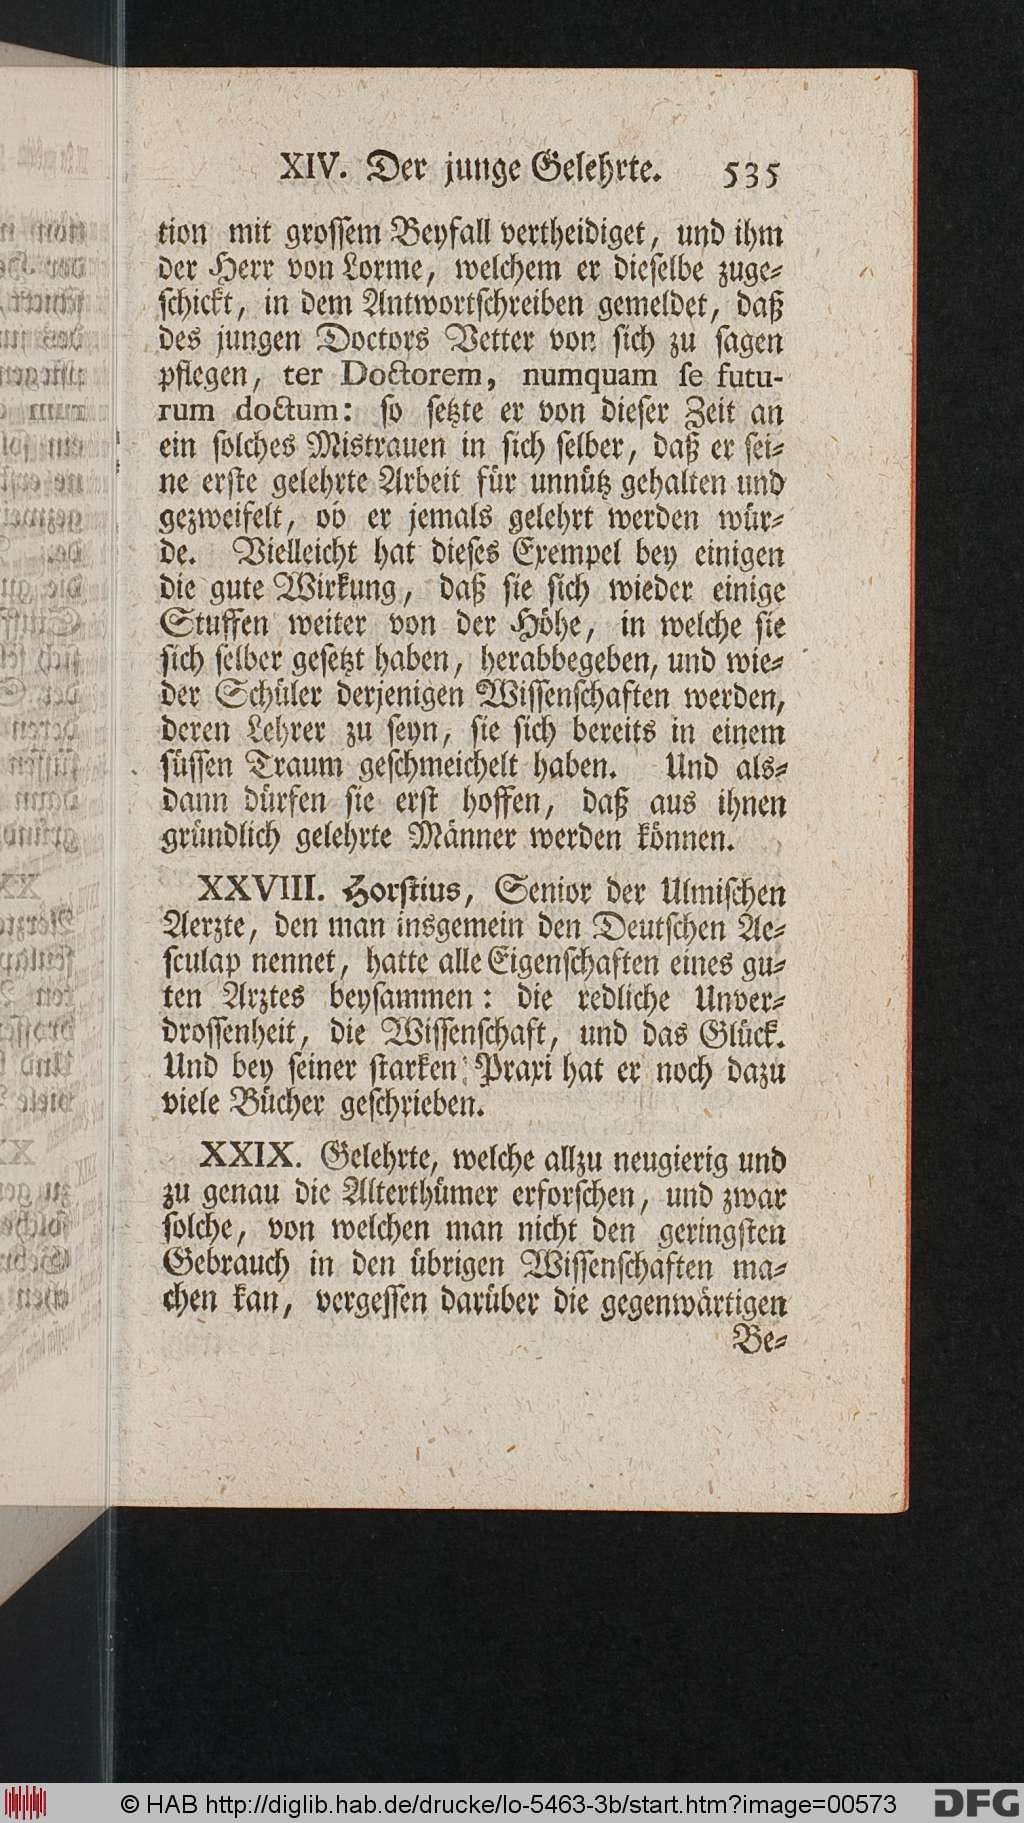 XIV. Der junge Gelehrte. 535
tion mit grossem Beyfall vertheidiget, und ihm
der Herr von Lorme, welchem er dieselbe zuge-
schickt, in dem Antwortschreiben gemeldet, daß
des jungen Doctors Vetter von sich zu sagen
pflegen, ter Doctorem, numquam se futu-
rum doctum: so setzte er von dieser Zeit an
ein solches Mistrauen in sich selber, daß er sei-
ne erste gelehrte Arbeit für unnütz gehalten und
gezweifelt, ob er jemals gelehrt werden wür-
de. Vielleicht hat dieses Exempel bey einigen
die gute Wirkung, daß sie sich wieder einige
Stuffen weiter von der Höhe, in welche sie
sich selber gesetzt haben, herabbegeben, und wie-
der Schüler derjenigen Wissenschaften werden,
deren Lehrer zu seyn, sie sich bereits in einem
süssen Traum geschmeichelt haben. Und als-
dann dürfen sie erst hoffen, daß aus ihnen
gründlich gelehrte Männer werden können.
XXVIII. Horstius, Senior der Ulmischen
Aerzte, den man insgemein den Deutschen Ae-
sculap nennet, hatte alle Eigenschaften eines gu-
ten Arztes beysammen: die redliche Unver-
drossenheit, die Wissenschaft, und das Glück.
Und bey seiner starken Praxi hat er noch dazu
viele Bücher geschrieben.
XXIX. Gelehrte, welche allzu neugierig und
zu genau die Alterthümer erforschen, und zwar
solche, von welchen man nicht den geringsten
Gebrauch in den übrigen Wissenschaften ma-
chen kan, vergessen darüber die gegenwärtigen
Be-
© HAB http://diglib.hab.de/drucke/lo-5463-3b/start.htm?image=00573
DFG